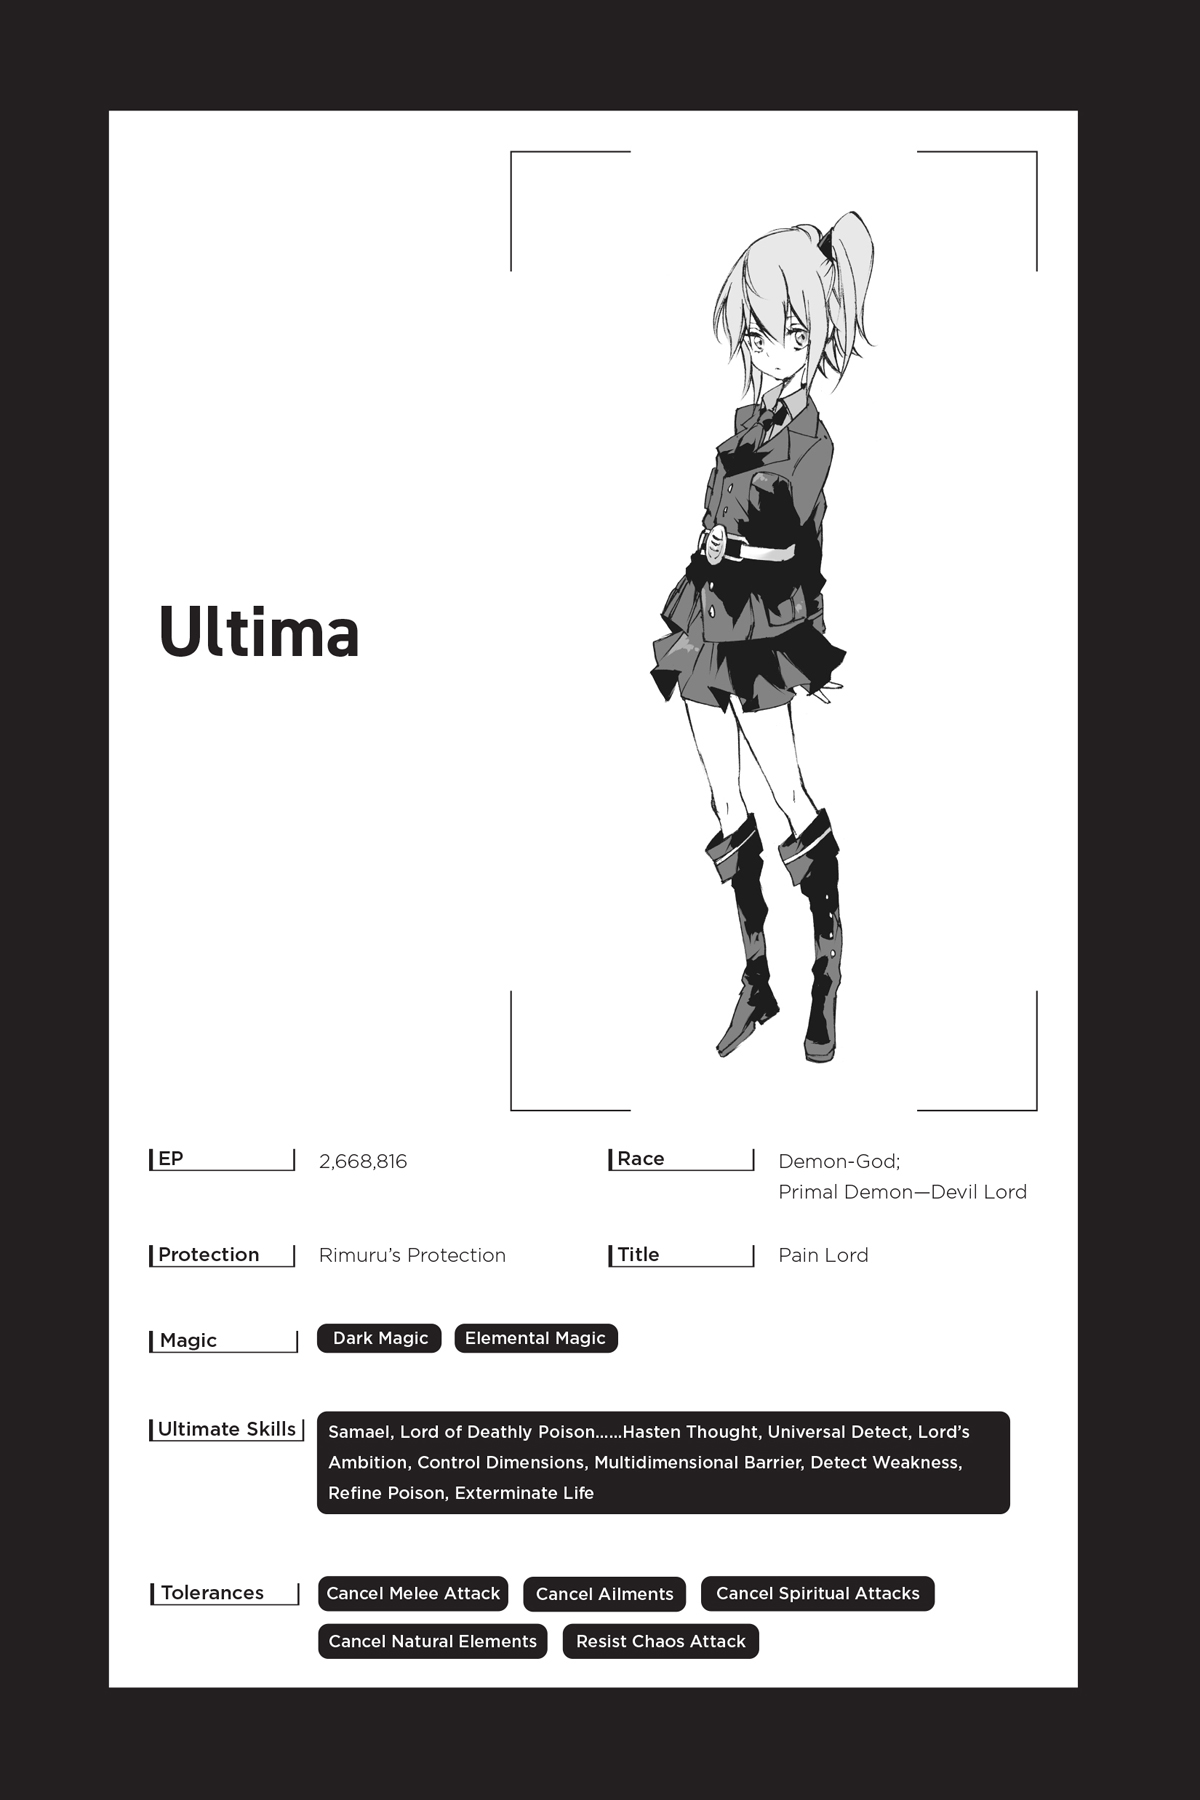 Ultima
EP
2,668,816
Race
Demon-God;
Primal Demon—Devil Lord
Protection
Rimuru’s Protection
Title
Pain Lord
Magic
Dark Magic
Elemental Magic
Ultimate Skills
Samael, Lord of Deathly Poison......Hasten Thought, Universal Detect, Lord’s
Ambition, Control Dimensions, Multidimensional Barrier, Detect Weakness,
Refine Poison, Exterminate Life
Tolerances
Cancel Melee Attack
Cancel Ailments
Cancel Spiritual Attacks
Cancel Natural Elements
Resist Chaos Attack